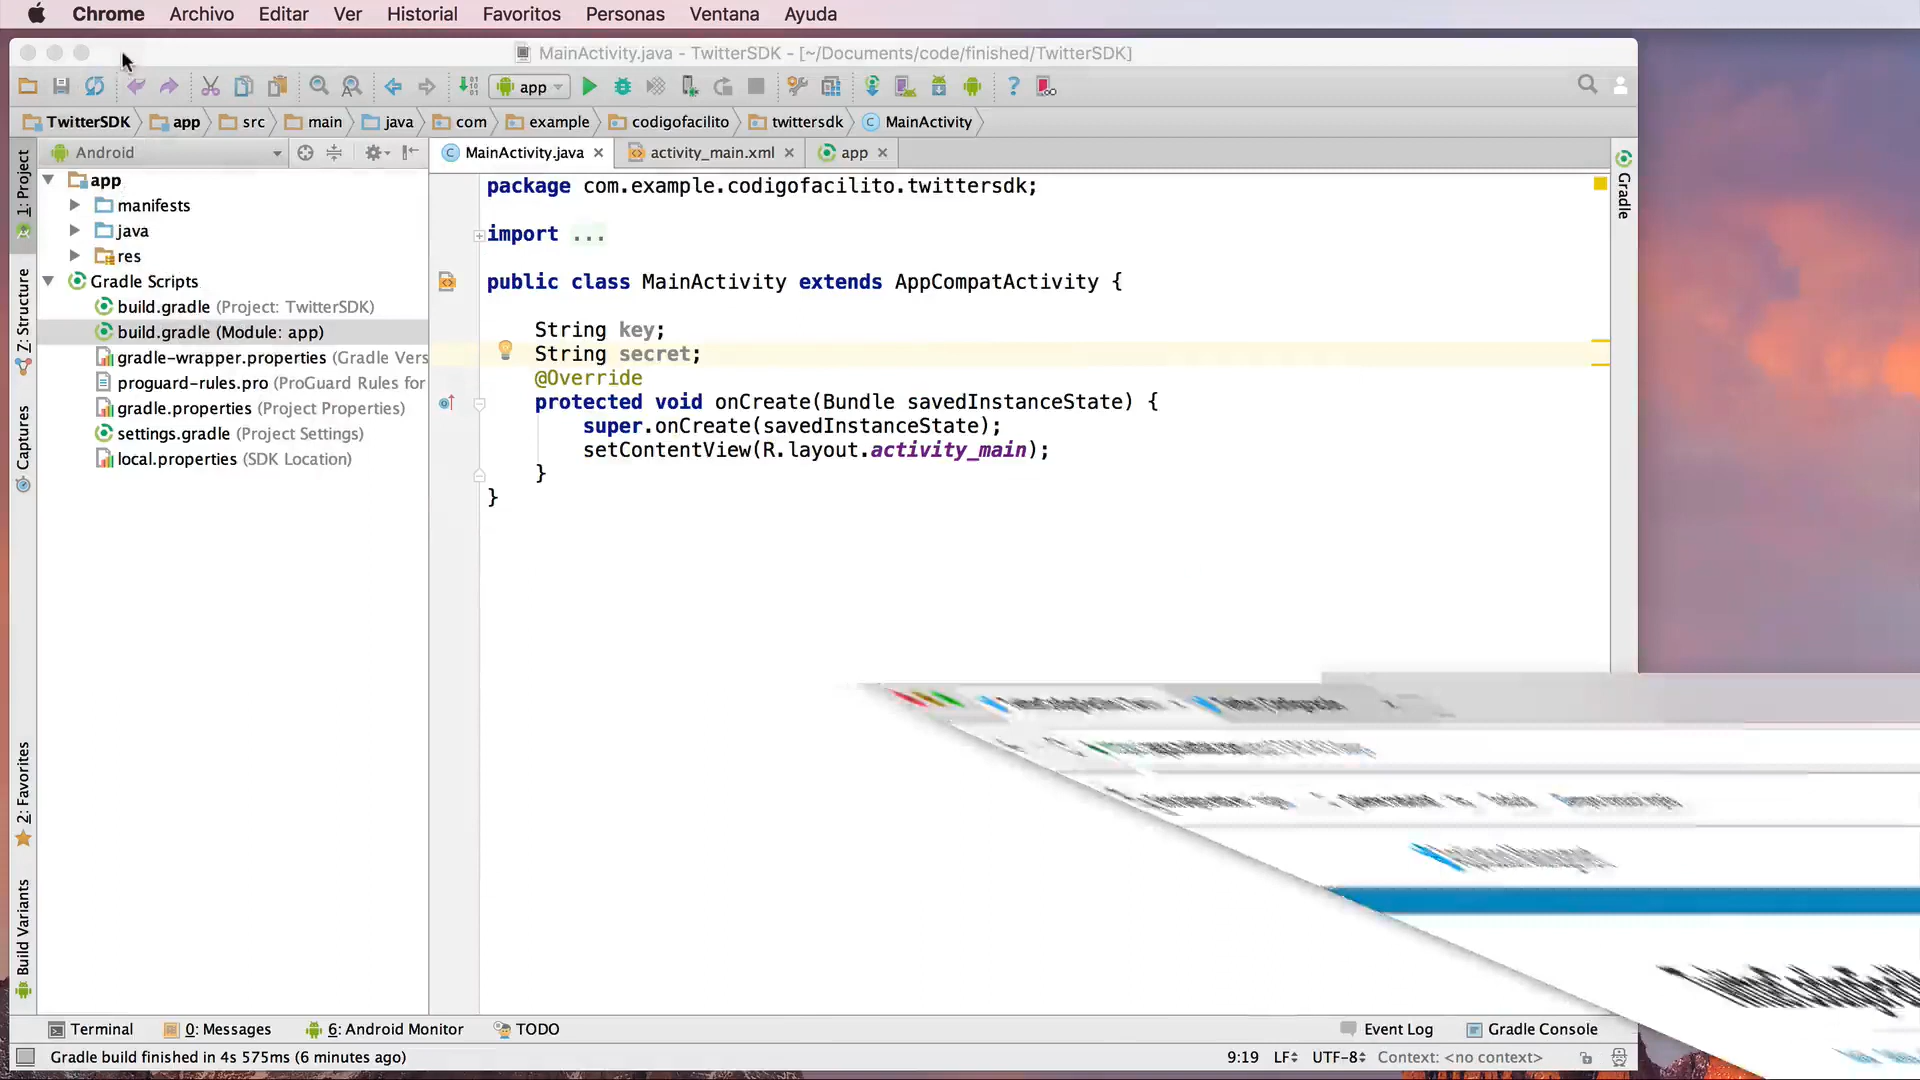 Chrome Archivo Editar Ver Historial Favoritos Personas Ventana Ayuda
MainActivity.java - TwitterSDK - [~/Documents/code/finished/TwitterSDK]
app
TwitterSDK app src main java com example codigofacilito twittersdk MainActivity
Android
MainActivity.java activity_main.xml app
1: Project
Z: Structure
Captures
2: Favorites
Build Variants
Gradle
app
manifests
java
res
Gradle Scripts
build.gradle (Project: TwitterSDK)
build.gradle (Module: app)
gradle-wrapper.properties (Gradle Vers
proguard-rules.pro (ProGuard Rules for
gradle.properties (Project Properties)
settings.gradle (Project Settings)
local.properties (SDK Location)
package com.example.codigofacilito.twittersdk;
import ...
public class MainActivity extends AppCompatActivity {
String key;
String secret;
@Override
protected void onCreate(Bundle savedInstanceState) {
super.onCreate(savedInstanceState);
setContentView(R.layout.activity_main);
}
}
Terminal 0: Messages 6: Android Monitor TODO Event Log Gradle Console
Gradle build finished in 4s 575ms (6 minutes ago) 9:19 LF UTF-8 Context: <no context>